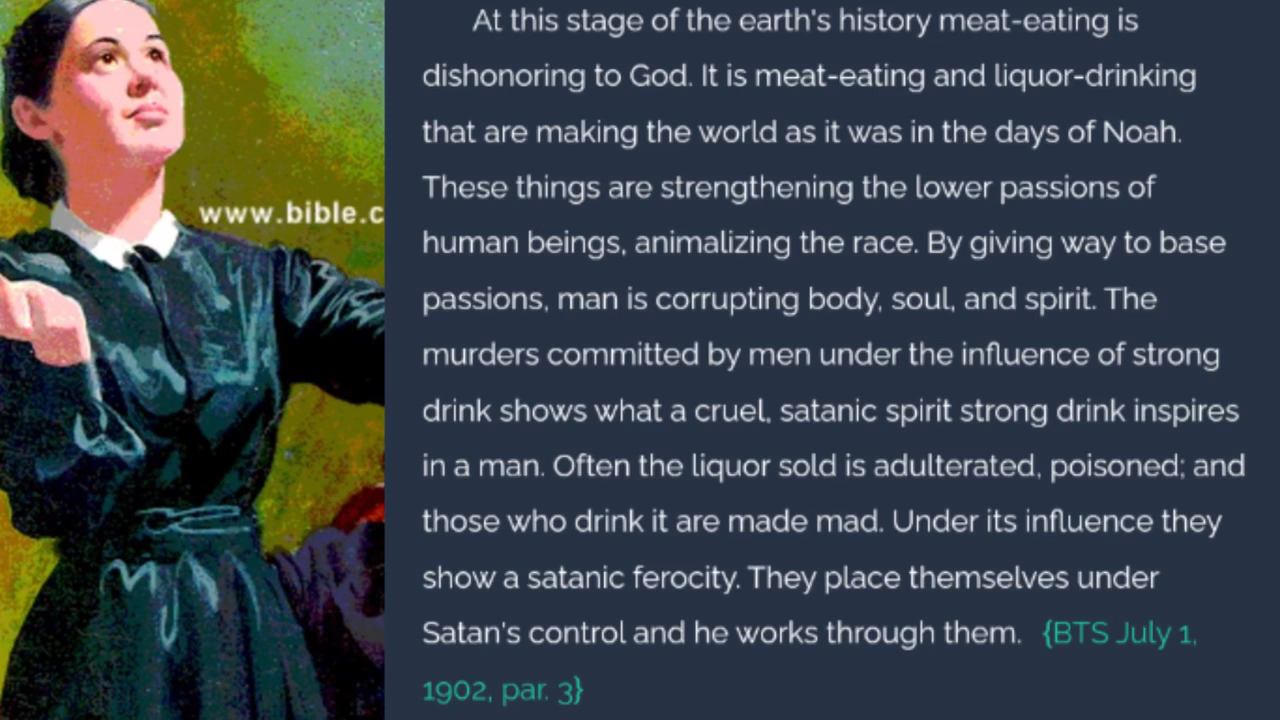 At this stage of the earth's history meat-eating is
dishonoring to God. It is meat-eating and liquor-drinking
that are making the world as it was in the days of Noah.
These things are strengthening the lower passions of
human beings, animalizing the race. By giving way to base
passions, man is corrupting body, soul, and spirit. The
murders committed by men under the influence of strong
drink shows what a cruel, satanic spirit strong drink inspires
in a man. Often the liquor sold is adulterated, poisoned; and
those who drink it are made mad. Under its influence they
show a satanic ferocity. They place themselves under
Satan's control and he works through them. {BTS July 1,
1902, par. 3}
www.bible.c